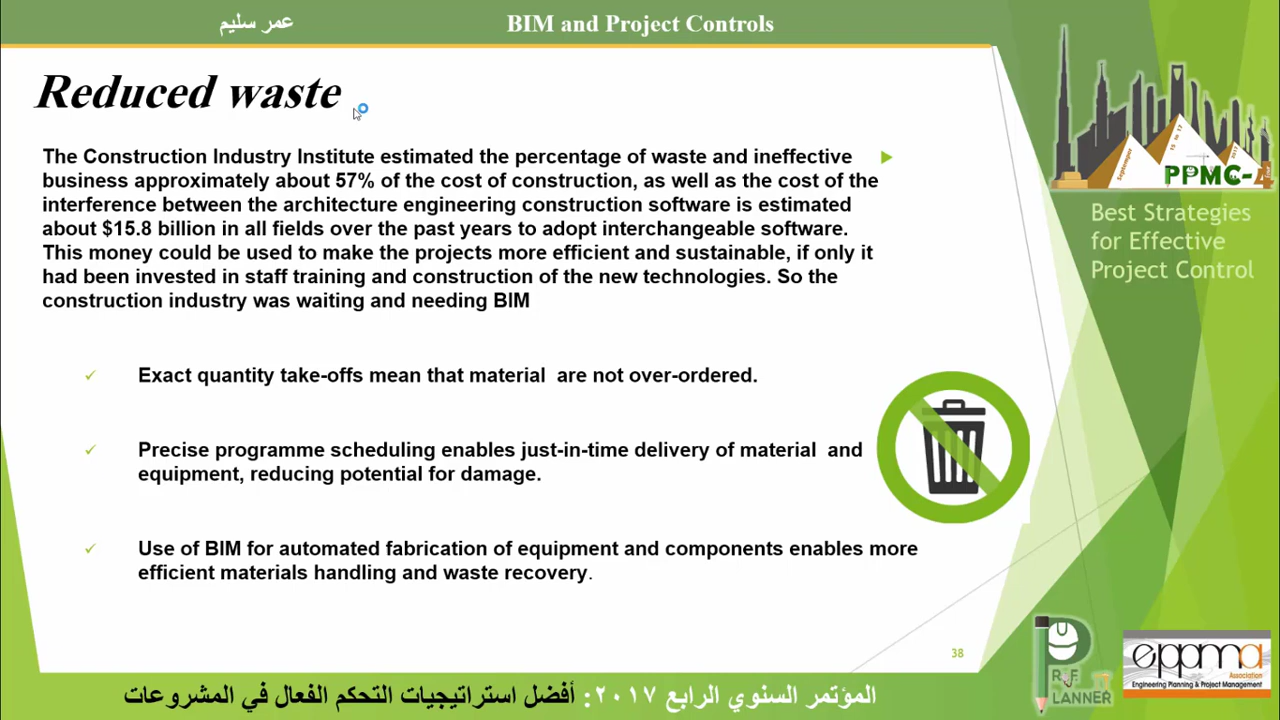 عمر سليم
BIM and Project Controls
Reduced waste
The Construction Industry Institute estimated the percentage of waste and ineffective
business approximately about 57% of the cost of construction, as well as the cost of the
interference between the architecture engineering construction software is estimated
about $15.8 billion in all fields over the past years to adopt interchangeable software.
This money could be used to make the projects more efficient and sustainable, if only it
had been invested in staff training and construction of the new technologies. So the
construction industry was waiting and needing BIM
Exact quantity take-offs mean that material  are not over-ordered.
Precise programme scheduling enables just-in-time delivery of material  and
equipment, reducing potential for damage.
Use of BIM for automated fabrication of equipment and components enables more
efficient materials handling and waste recovery.
38
September
15 to 17
2017
PPMC-4
Best Strategies
for Effective
Project Control
LANNER
eppma
Association
Engineering Planning & Project Management
المؤتمر السنوي الرابع ٢٠١٧: أفضل استراتيجيات التحكم الفعال في المشروعات